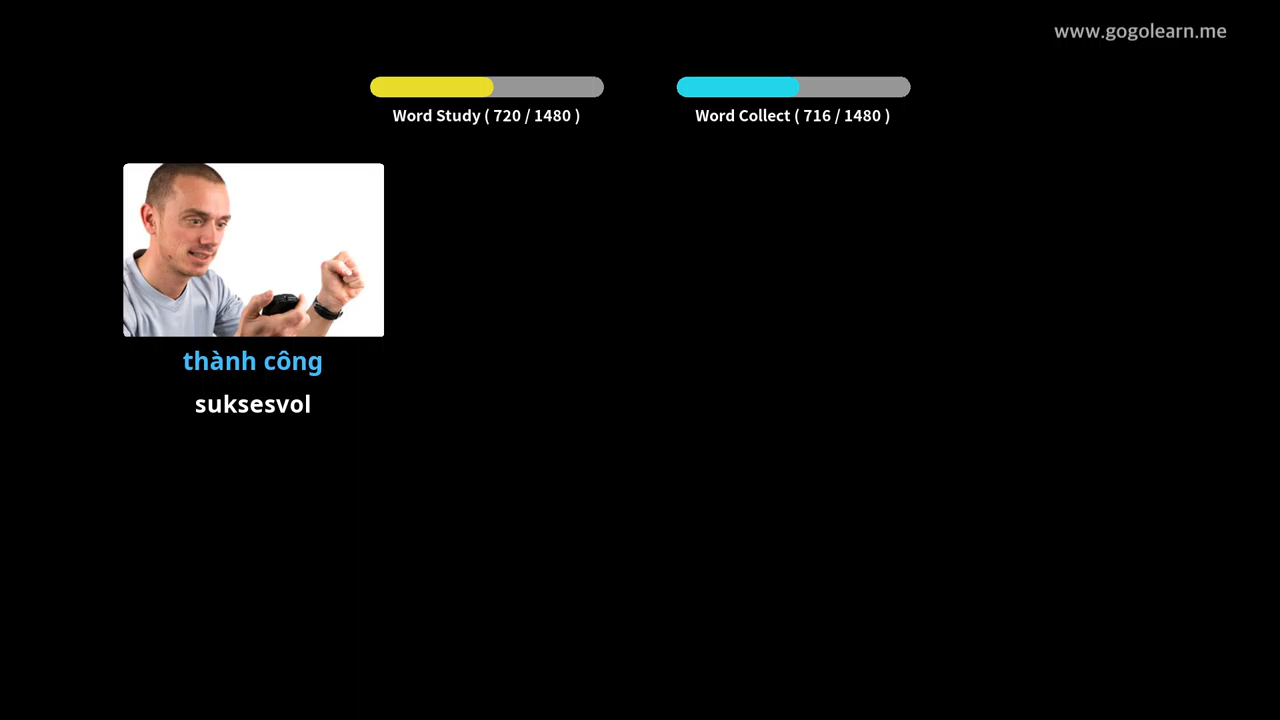 www.gogolearn.me
Word Study ( 720 / 1480 )
Word Collect ( 716 / 1480 )
thành công
suksesvol